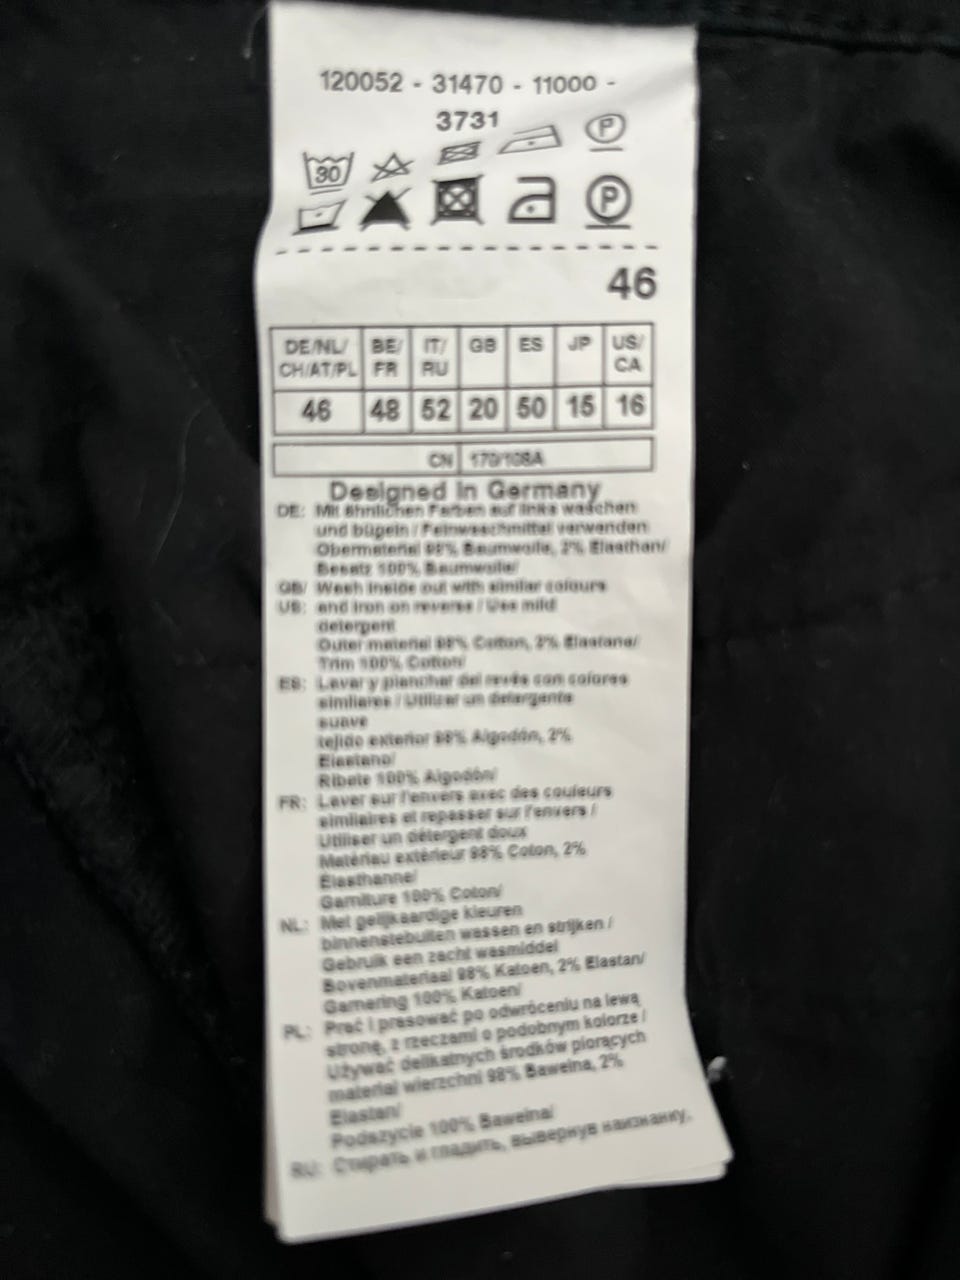 120052 - 31470 - 11000 -
3731
30
P
P
46
DE/NL/ BE/ IT/ GB ES JP US/
CH/AT/PL FR RU CA
46 48 52 20 50 15 16
CN 170/108A
Designed in Germany
DE: Mit ähnlichen Farben auf links waschen
und bügeln / Feinwaschmittel verwenden
Obermaterial 98% Baumwolle, 2% Elasthan/
Besatz 100% Baumwolle/
GB/ Wash inside out with similar colours
US: and iron on reverse / Use mild
detergent
Outer material 98% Cotton, 2% Elastane/
Trim 100% Cotton/
ES: Lavar y planchar del revés con colores
similares / Utilizar un detergente
suave
tejido exterior 98% Algodón, 2%
Elastano/
Ribete 100% Algodón/
FR: Laver sur l'envers avec des couleurs
similaires et repasser sur l'envers /
Utiliser un détergent doux
Matériau extérieur 98% Coton, 2%
Élasthanne/
Garniture 100% Coton/
NL: Met gelijkaardige kleuren
binnenstebuiten wassen en strijken /
Gebruik een zacht wasmiddel
Bovenmateriaal 98% Katoen, 2% Elastan/
Garnering 100% Katoen/
PL: Prać i prasować po odwróceniu na lewą
stronę, z rzeczami o podobnym kolorze /
Używać delikatnych środków piorących
materiał wierzchni 98% Bawełna, 2%
Elastan/
Podszycie 100% Bawełna/
RU: Стирать и гладить, вывернув наизнанку,